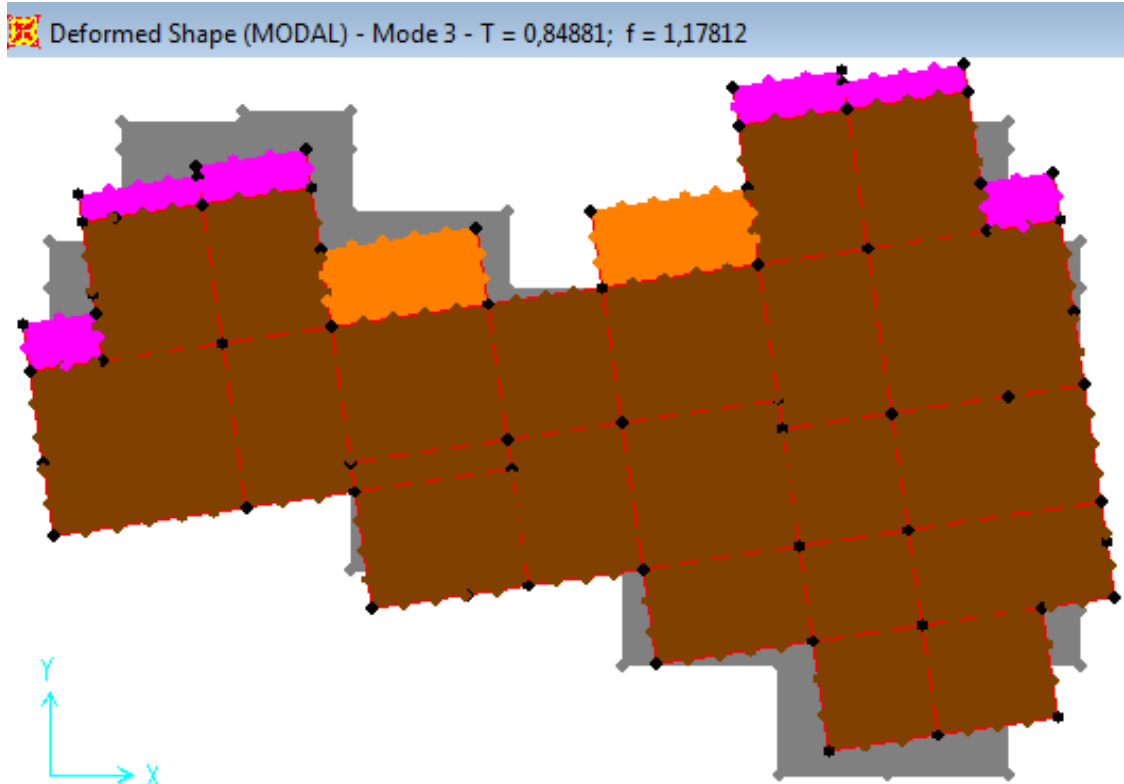 Deformed Shape (MODAL) - Mode 3 - T = 0,84881; f = 1,17812
Y
X